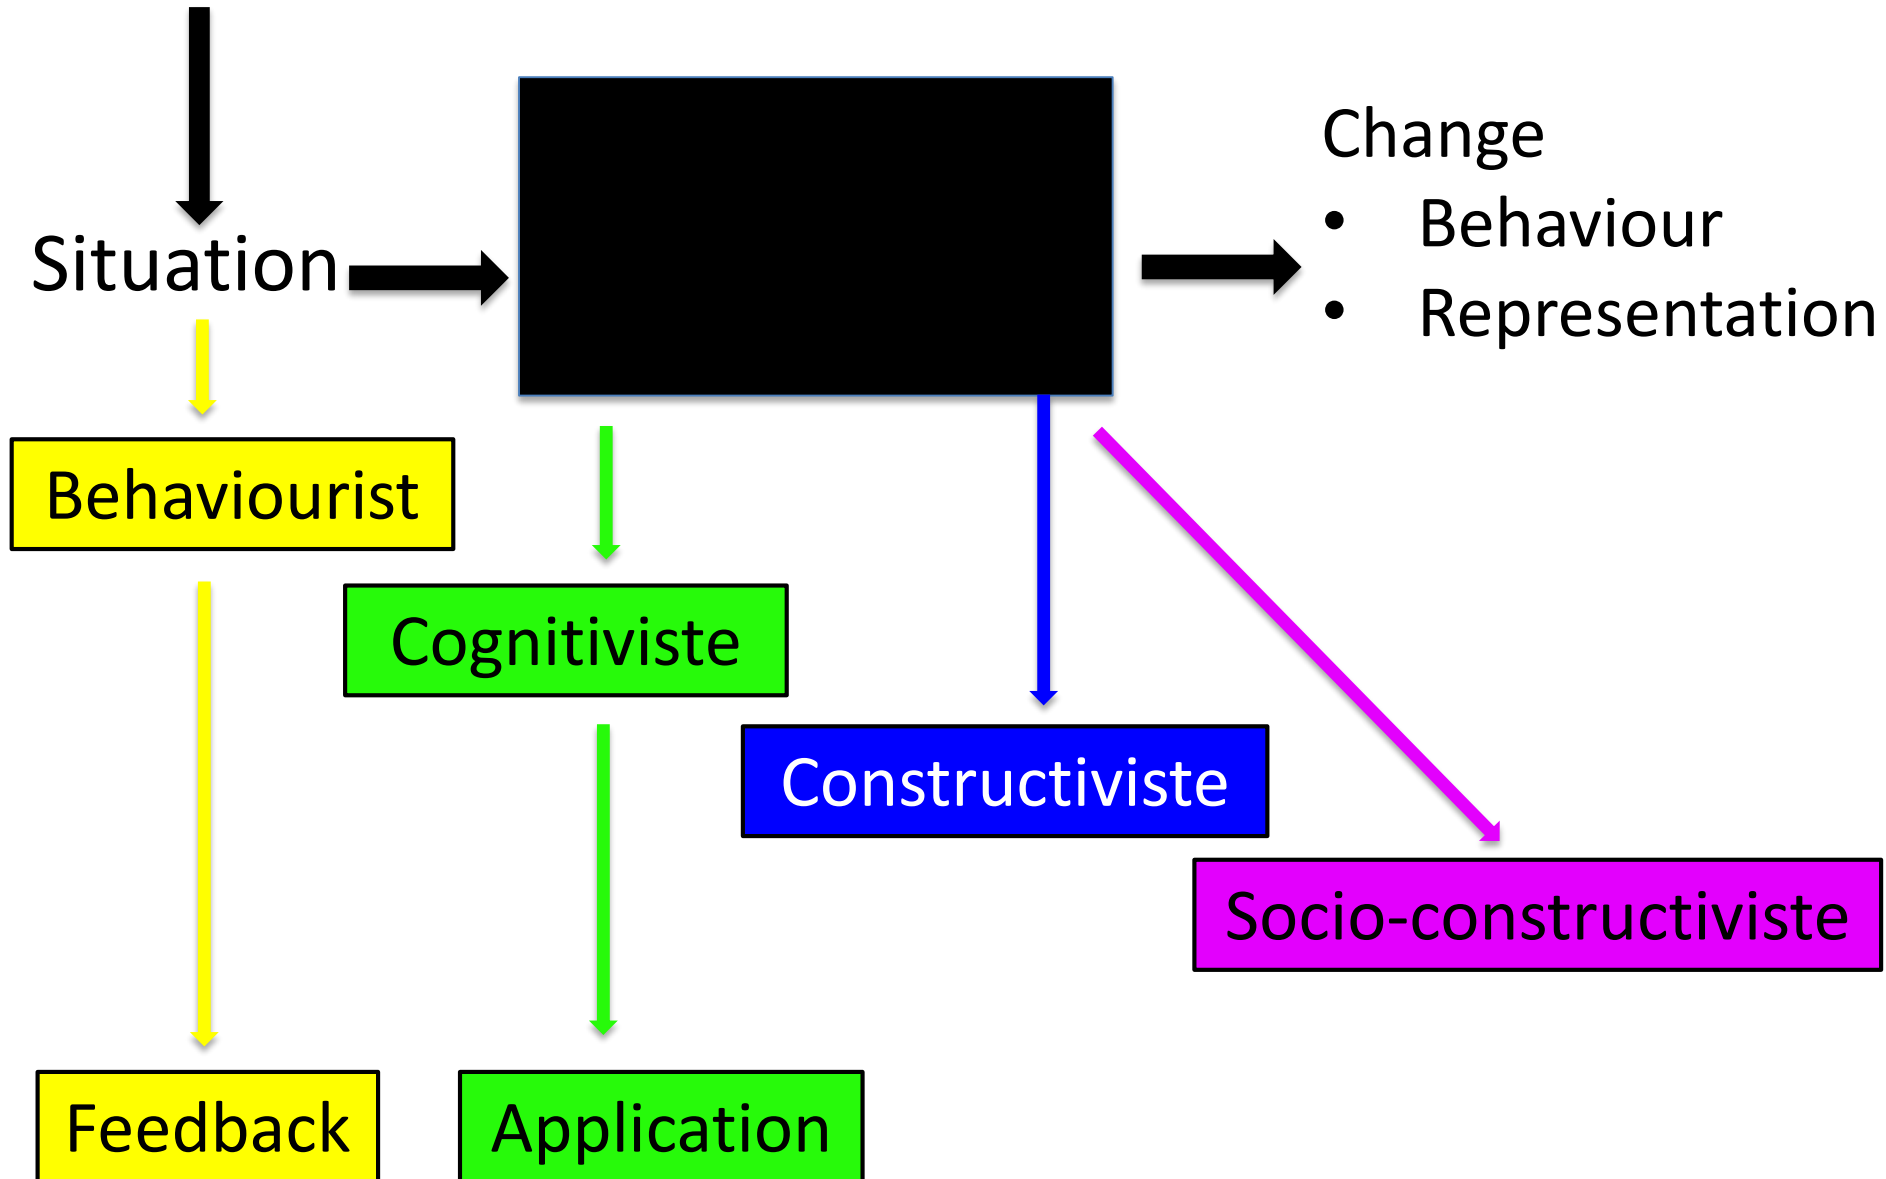 Change
• Behaviour
• Representation
Situation
Behaviourist
Cognitiviste
Constructiviste
Socio-constructiviste
Feedback
Application